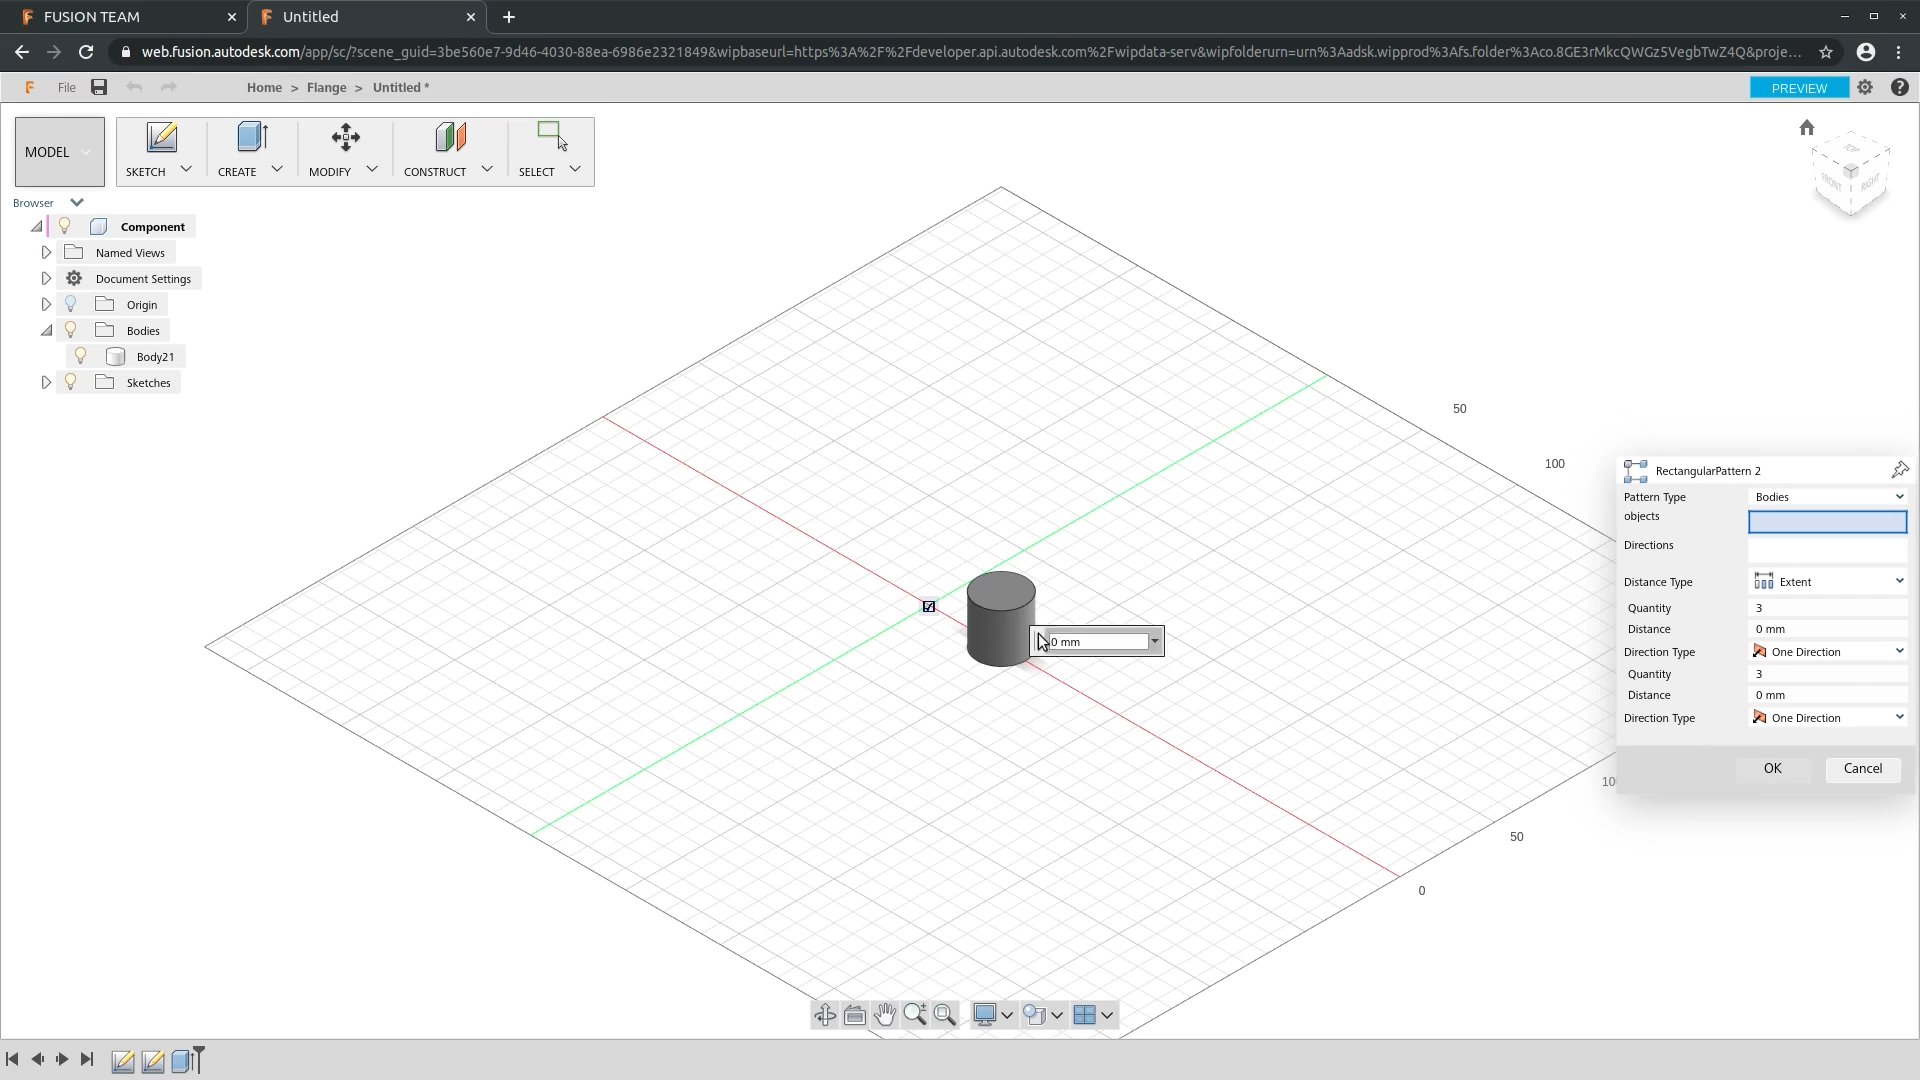 FUSION TEAM
Untitled
web.fusion.autodesk.com/app/sc/?scene_guid=3be560e7-9d46-4030-88ea-6986e2321849&wipbaseurl=https%3A%2F%2Fdeveloper.api.autodesk.com%2Fwipdata-serv&wipfolderurn=urn%3Aadsk.wipprod%3Afs.folder%3Aco.8GE3rMkcQWGz5VegbTwZ4Q&proje...
File
Home > Flange > Untitled *
PREVIEW
MODEL
SKETCH
CREATE
MODIFY
CONSTRUCT
SELECT
FRONT
RIGHT
Browser
Component
Named Views
Document Settings
Origin
Bodies
Body21
Sketches
50
100
0 mm
10
50
0
RectangularPattern 2
Pattern Type Bodies
objects
Directions
Distance Type Extent
Quantity 3
Distance 0 mm
Direction Type One Direction
Quantity 3
Distance 0 mm
Direction Type One Direction
OK Cancel